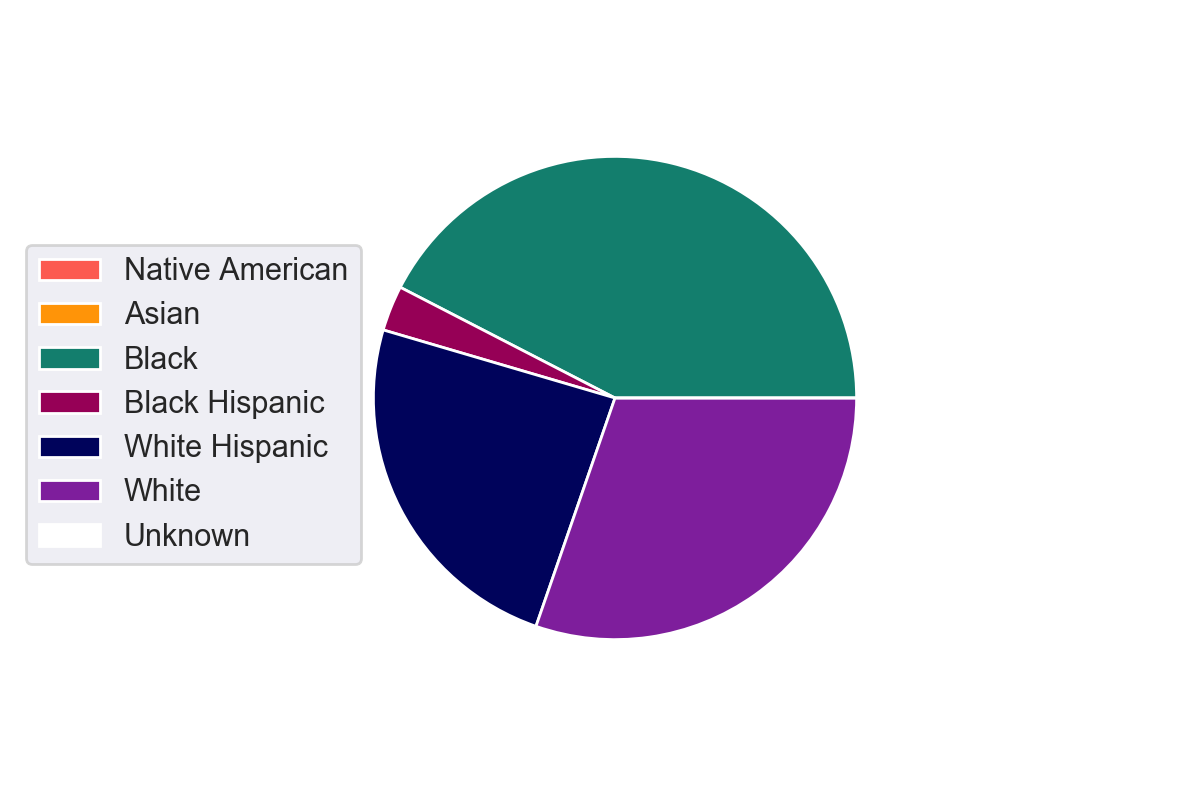 Native American
Asian
Black
Black Hispanic
White Hispanic
White
Unknown